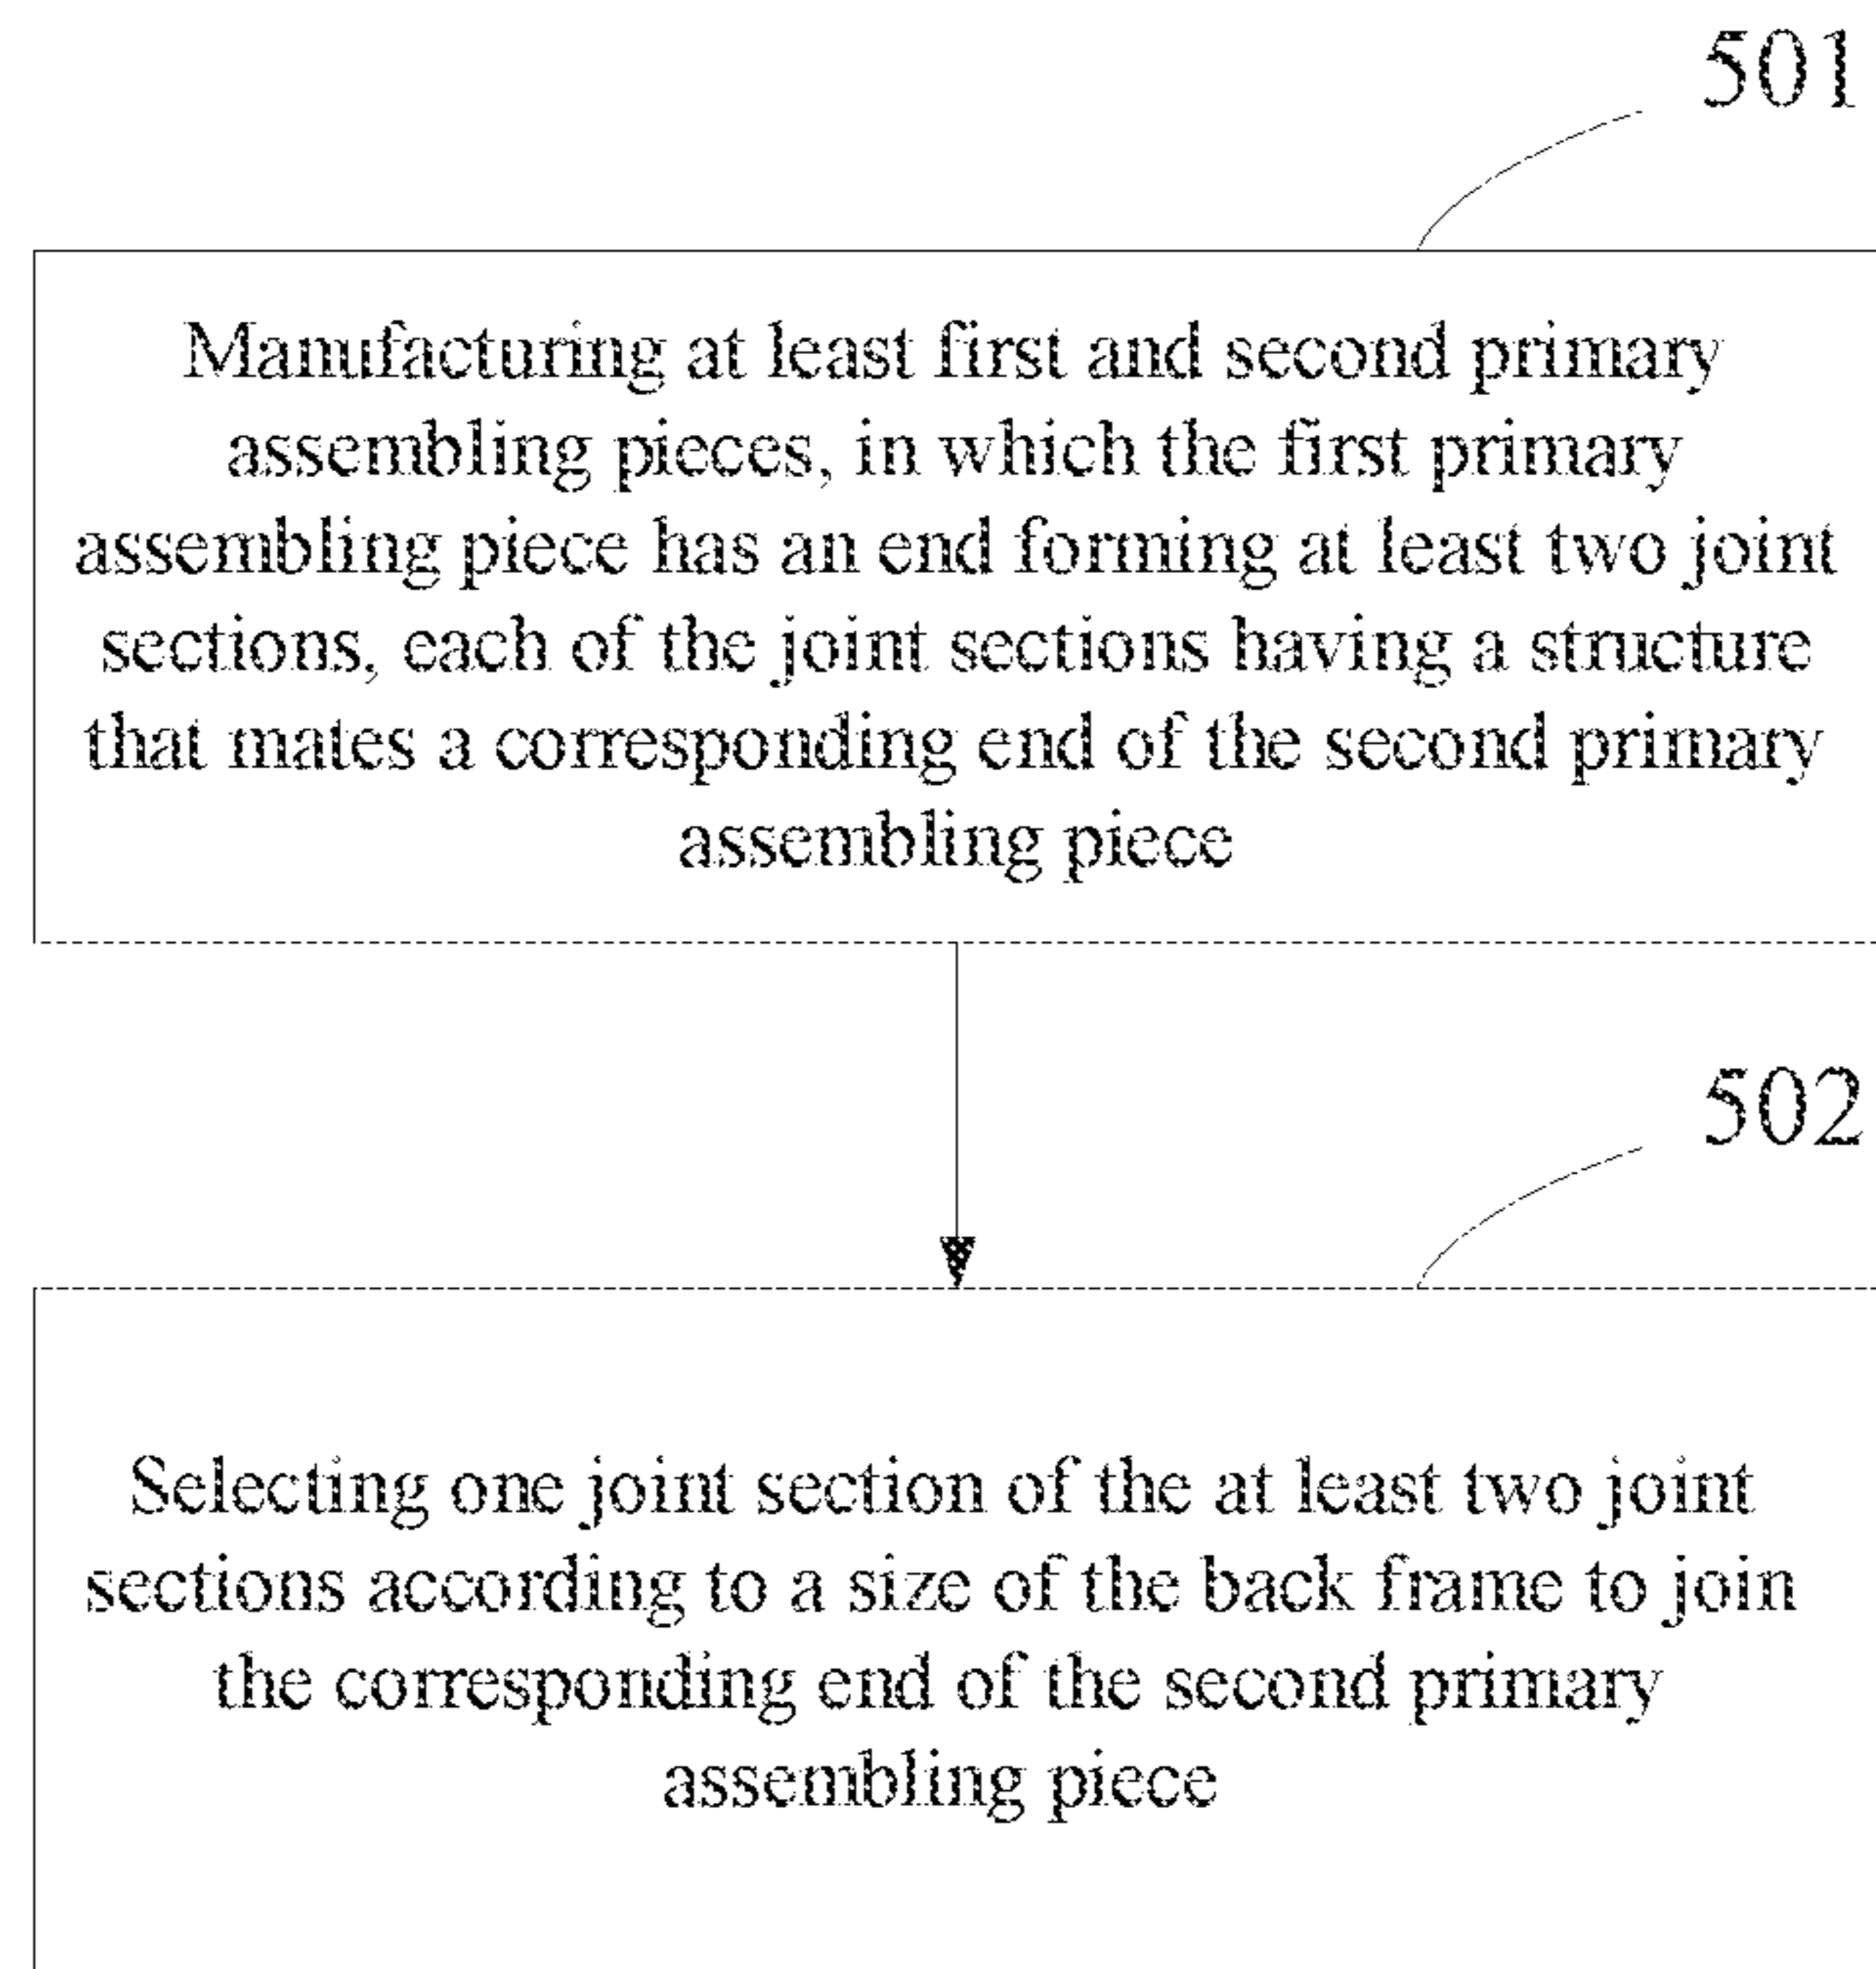 501
Manufacturing at least first and second primary
assembling pieces, in which the first primary
assembling piece has an end forming at least two joint
sections, each of the joint sections having a structure
that mates a corresponding end of the second primary
assembling piece
502
Selecting one joint section of the at least two joint
sections according to a size of the back frame to join
the corresponding end of the second primary
assembling piece